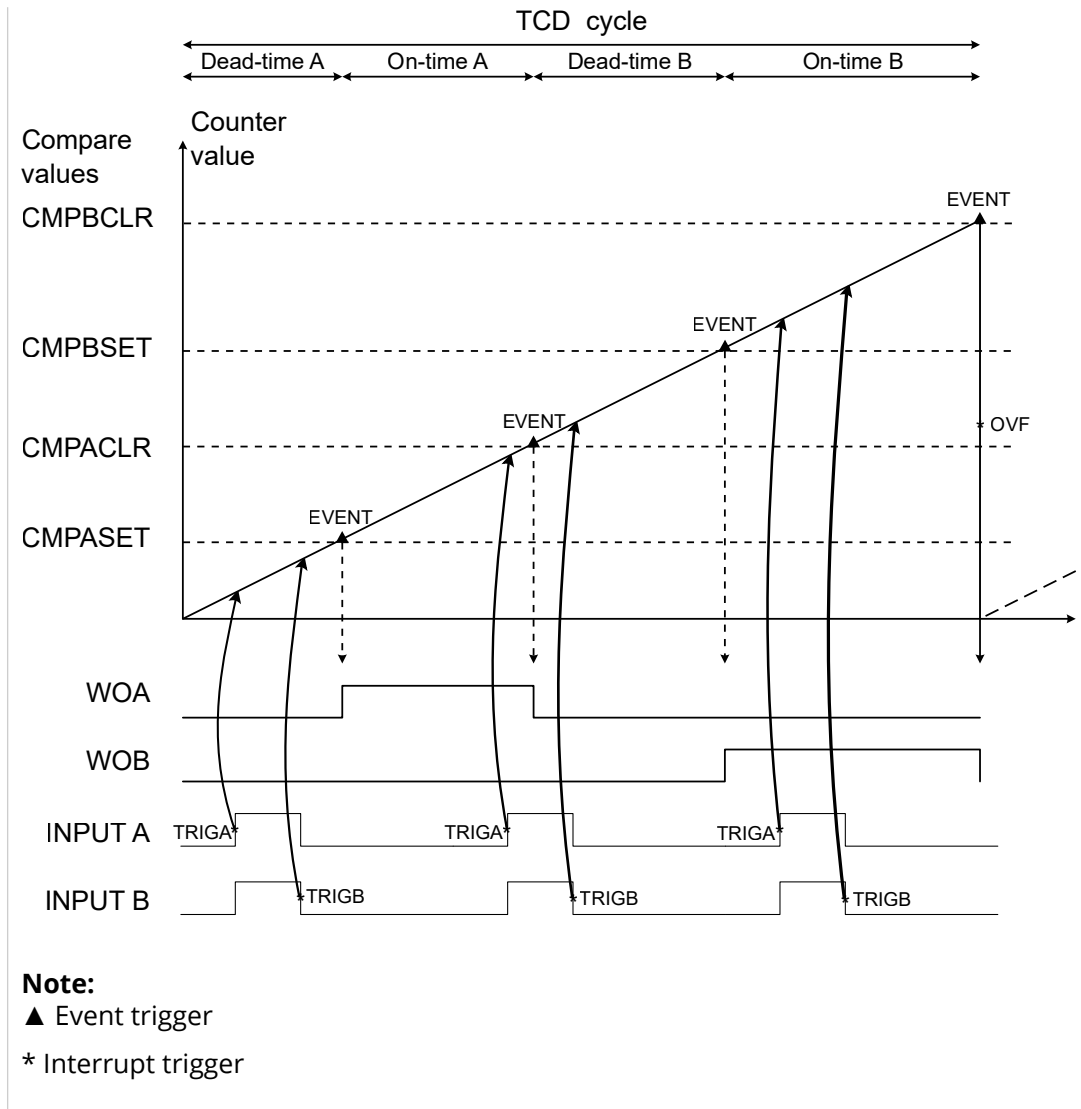 TCD cycle
Dead-time A
On-time A
Dead-time B
On-time B
Counter
value
Compare
values
EVENT
CMPBCLR
EVENT
CMPBSET
EVENT
* OVF
CMPACLR
EVENT
CMPASET
WOA
WOB
INPUT A
TRIGA*
TRIGA*
TRIGA*
INPUT B
*TRIGB
*TRIGB
*TRIGB
Note:
▲ Event trigger
* Interrupt trigger